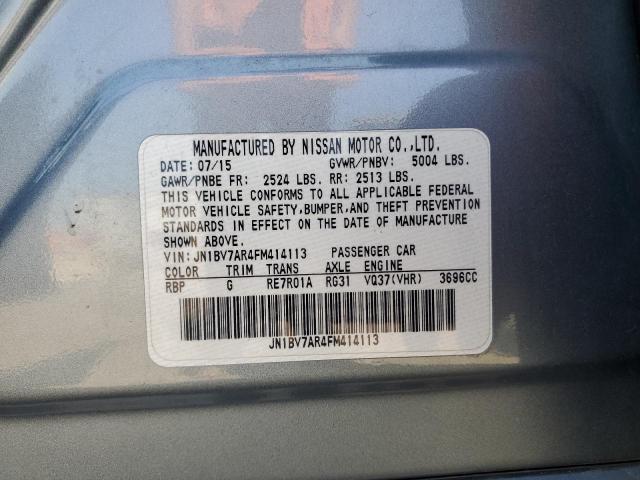 MANUFACTURED BY NISSAN MOTOR CO.,LTD.
DATE: 07/15 GVWR/PNBV: 5004 LBS.
GAWR/PNBE FR: 2524 LBS. RR: 2513 LBS.
THIS VEHICLE CONFORMS TO ALL APPLICABLE FEDERAL
MOTOR VEHICLE SAFETY,BUMPER,AND THEFT PREVENTION
STANDARDS IN EFFECT ON THE DATE OF MANUFACTURE
SHOWN ABOVE.
VIN: JN1BV7AR4FM414113 PASSENGER CAR
COLOR TRIM TRANS AXLE ENGINE
RBP G RE7R01A RG31 VQ37(VHR) 3696CC
JN1BV7AR4FM414113